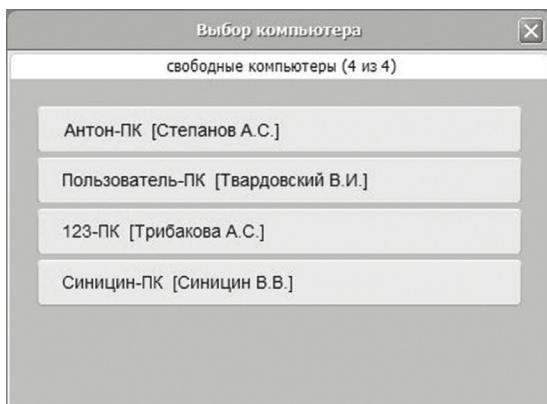 Выбор компьютера
свободные компьютеры (4 из 4)
Антон-ПК [Степанов А.С.]
Пользователь-ПК [Твардовский В.И.]
123-ПК [Трибакова А.С.]
Синицин-ПК [Синицин В.В.]